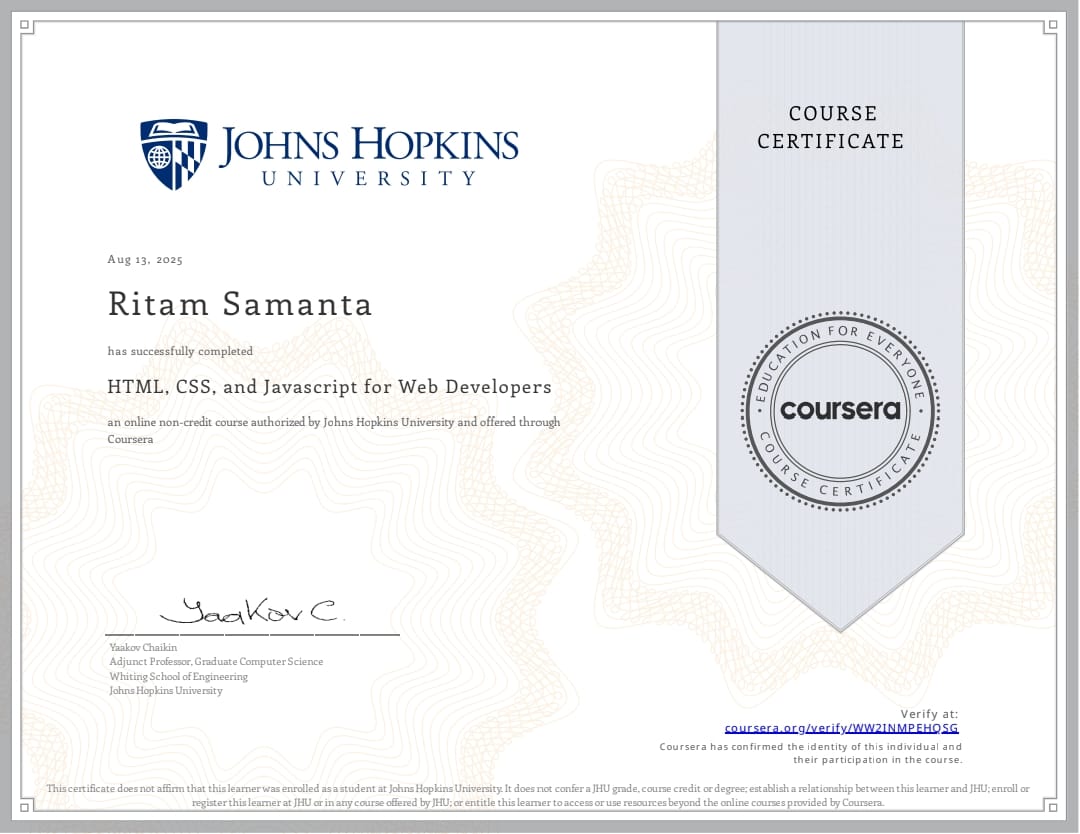 JOHNS HOPKINS
UNIVERSITY
COURSE
CERTIFICATE
Aug 13, 2025
Ritam Samanta
has successfully completed
HTML, CSS, and Javascript for Web Developers
an online non-credit course authorized by Johns Hopkins University and offered through
Coursera
EDUCATION FOR EVERYONE
coursera
COURSE CERTIFICATE
Yaakov C.
Yaakov Chaikin
Adjunct Professor, Graduate Computer Science
Whiting School of Engineering
Johns Hopkins University
Verify at:
coursera.org/verify/WW2INMPEHQSG
Coursera has confirmed the identity of this individual and
their participation in the course.
This certificate does not affirm that this learner was enrolled as a student at Johns Hopkins University. It does not confer a JHU grade, course credit or degree; establish a relationship between this learner and JHU; enroll or
register this learner at JHU or in any course offered by JHU; or entitle this learner to access or use resources beyond the online courses provided by Coursera.